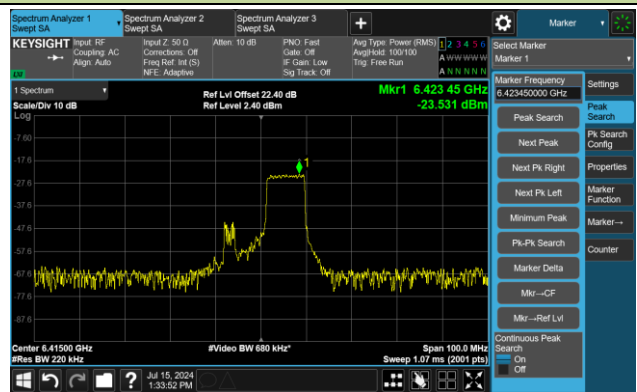 Spectrum Analyzer 1
Swept SA
Spectrum Analyzer 2
Swept SA
Spectrum Analyzer 3
Swept SA
Marker
KEYSIGHT
Input: RF
Coupling: AC
Align: Auto
Input Z: 50 Ω
Corrections: Off
Freq Ref: Int (S)
NFE: Adaptive
Atten: 10 dB
PNO: Fast
Gate: Off
IF Gain: Low
Sig Track: Off
Avg Type: Power (RMS)
Avg|Hold: 100/100
Trig: Free Run
1 2 3 4 5 6
A W W W W W
A N N N N N
LXI
Select Marker
Marker 1
1 Spectrum
Scale/Div 10 dB
Log
Ref Lvl Offset 22.40 dB
Ref Level 2.40 dBm
Mkr1 6.423 45 GHz
-23.531 dBm
-7.60
-17.6
-27.6
-37.6
-47.6
-57.6
-67.6
-77.6
-87.6
1
Center 6.41500 GHz
#Res BW 220 kHz
#Video BW 680 kHz*
Span 100.0 MHz
Sweep 1.07 ms (2001 pts)
Marker Frequency
6.423450000 GHz
Peak Search
Next Peak
Next Pk Right
Next Pk Left
Minimum Peak
Pk-Pk Search
Marker Delta
Mkr→CF
Mkr→Ref Lvl
Continuous Peak
Search
On
Off
Settings
Peak
Search
Pk Search
Config
Properties
Marker
Function
Marker→
Counter
Jul 15, 2024
1:33:52 PM